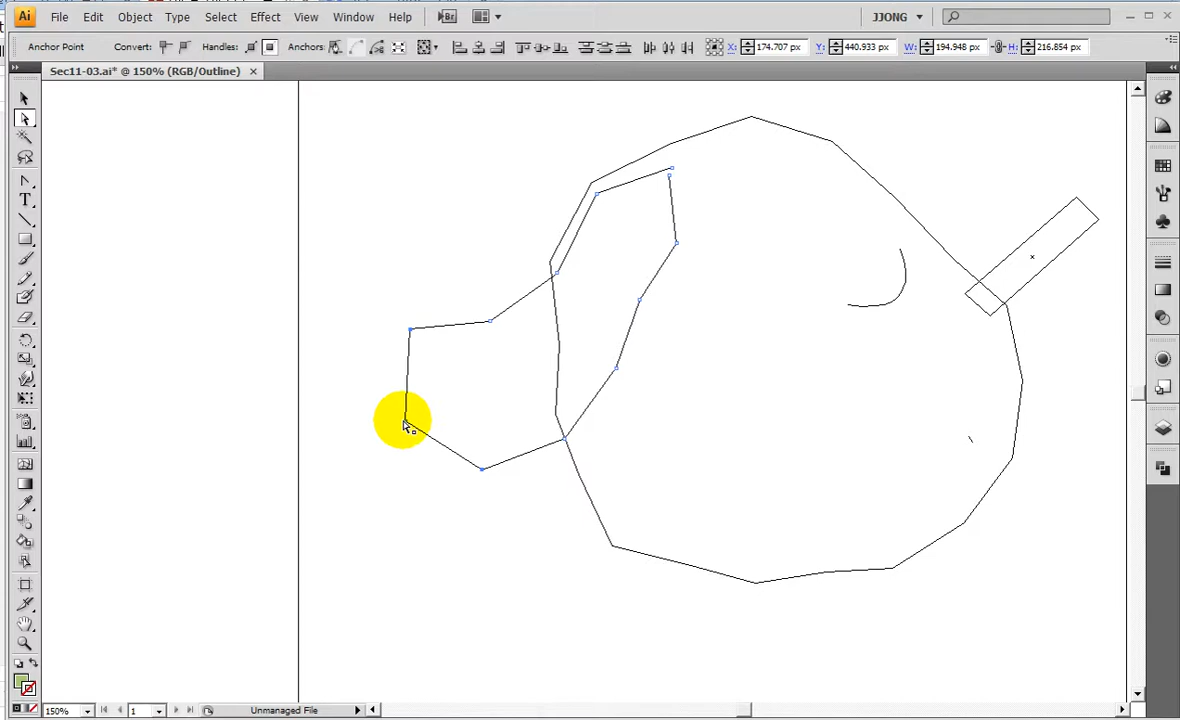 Ai File Edit Object Type Select Effect View Window Help Br JJONG
Anchor Point Convert: Handles: Anchors: X: 174.707 px Y: 440.933 px W: 194.948 px H: 216.854 px
Sec11-03.ai* @ 150% (RGB/Outline)
T
150% 1 Unmanaged File